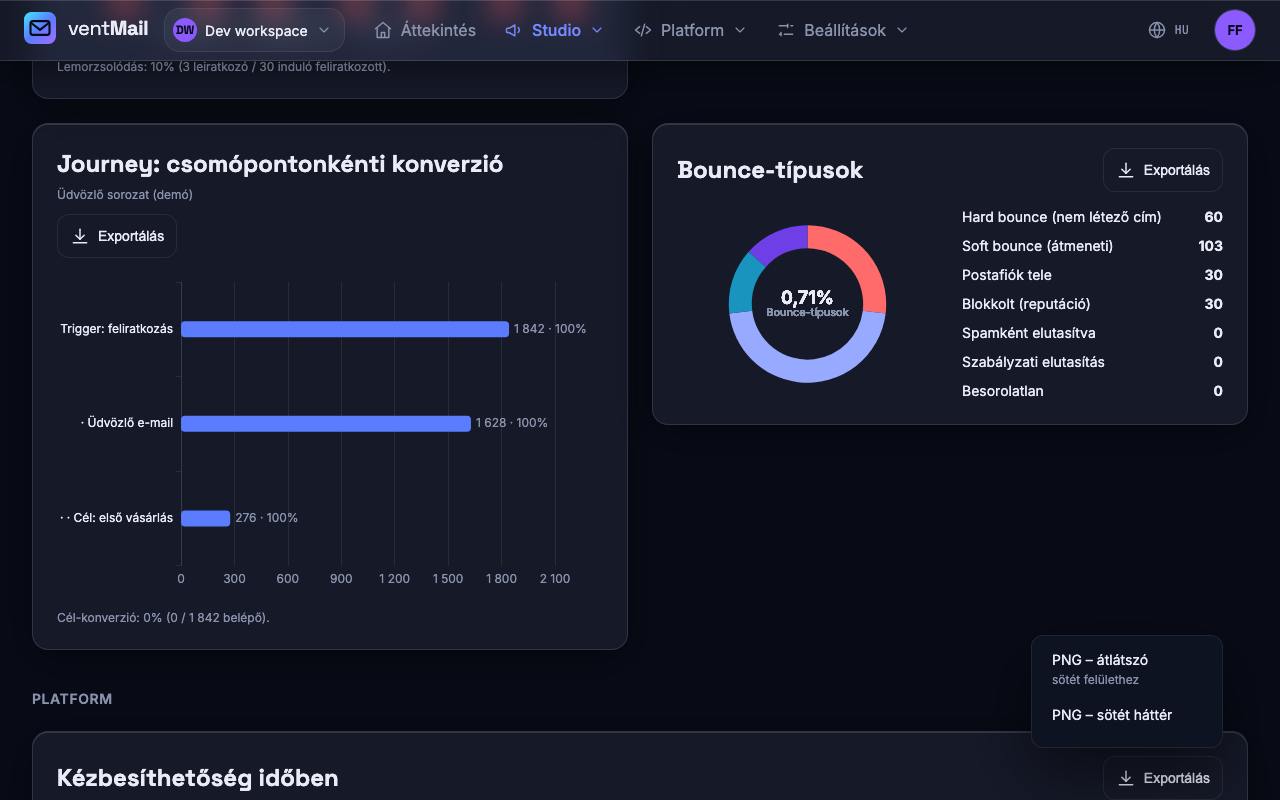 ventMail
DW Dev workspace
Áttekintés
Studio
Platform
Beállítások
HU
FF
Lemorzsolódás: 10% (3 leiratkozó / 30 induló feliratkozott).
Journey: csomópontonkénti konverzió
Üdvözlő sorozat (demó)
Exportálás
Trigger: feliratkozás
1 842 · 100%
· Üdvözlő e-mail
1 628 · 100%
· · Cél: első vásárlás
276 · 100%
0 300 600 900 1 200 1 500 1 800 2 100
Cél-konverzió: 0% (0 / 1 842 belépő).
Bounce-típusok
Exportálás
0,71%
Bounce-típusok
Hard bounce (nem létező cím) 60
Soft bounce (átmeneti) 103
Postafiók tele 30
Blokkolt (reputáció) 30
Spamként elutasítva 0
Szabályzati elutasítás 0
Besorolatlan 0
PLATFORM
PNG – átlátszó
sötét felülethez
PNG – sötét háttér
Kézbesíthetőség időben
Exportálás